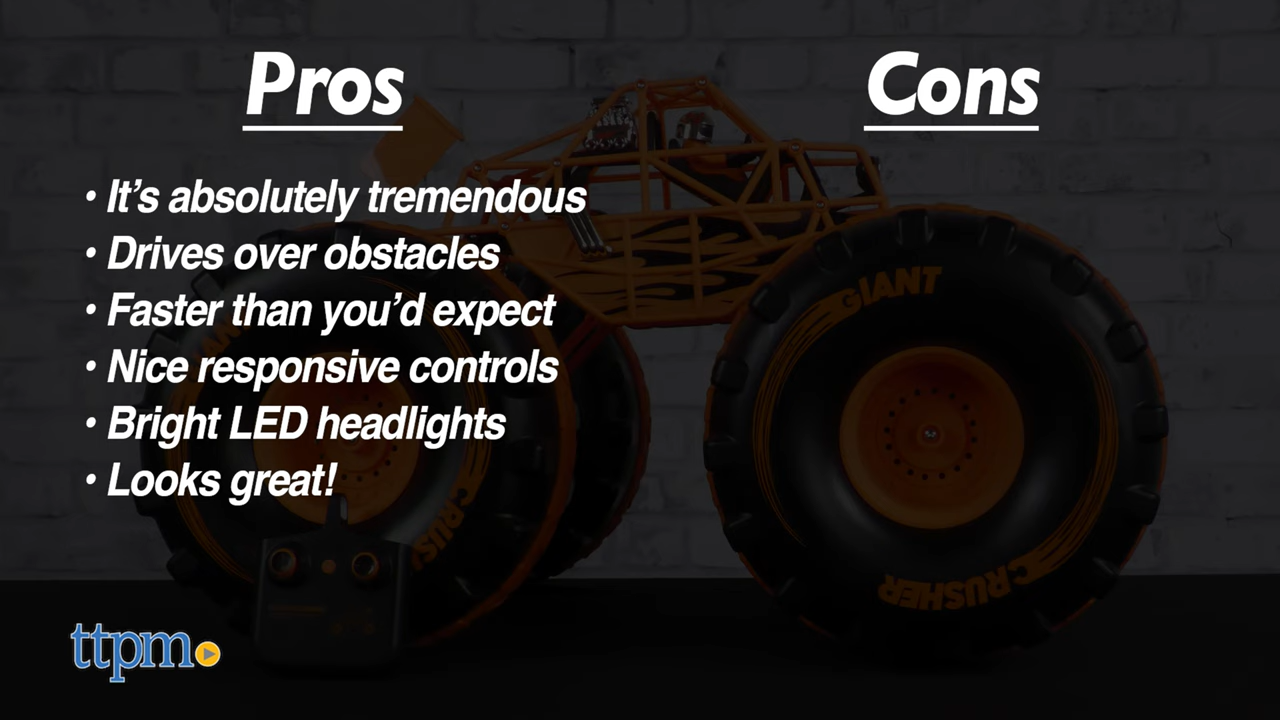 Pros
Cons
• It’s absolutely tremendous
• Drives over obstacles
• Faster than you’d expect
• Nice responsive controls
• Bright LED headlights
• Looks great!
GIANT
CRUSHER
CRUSH
ttpm